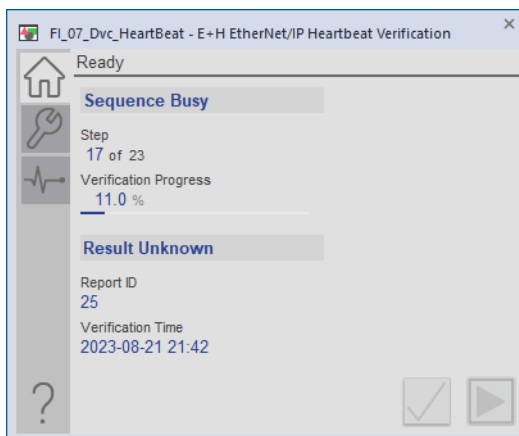 FI_07_Dvc_HeartBeat - E+H EtherNet/IP Heartbeat Verification
Ready
Sequence Busy
Step
17 of 23
Verification Progress
11.0 %
Result Unknown
Report ID
25
Verification Time
2023-08-21 21:42
?